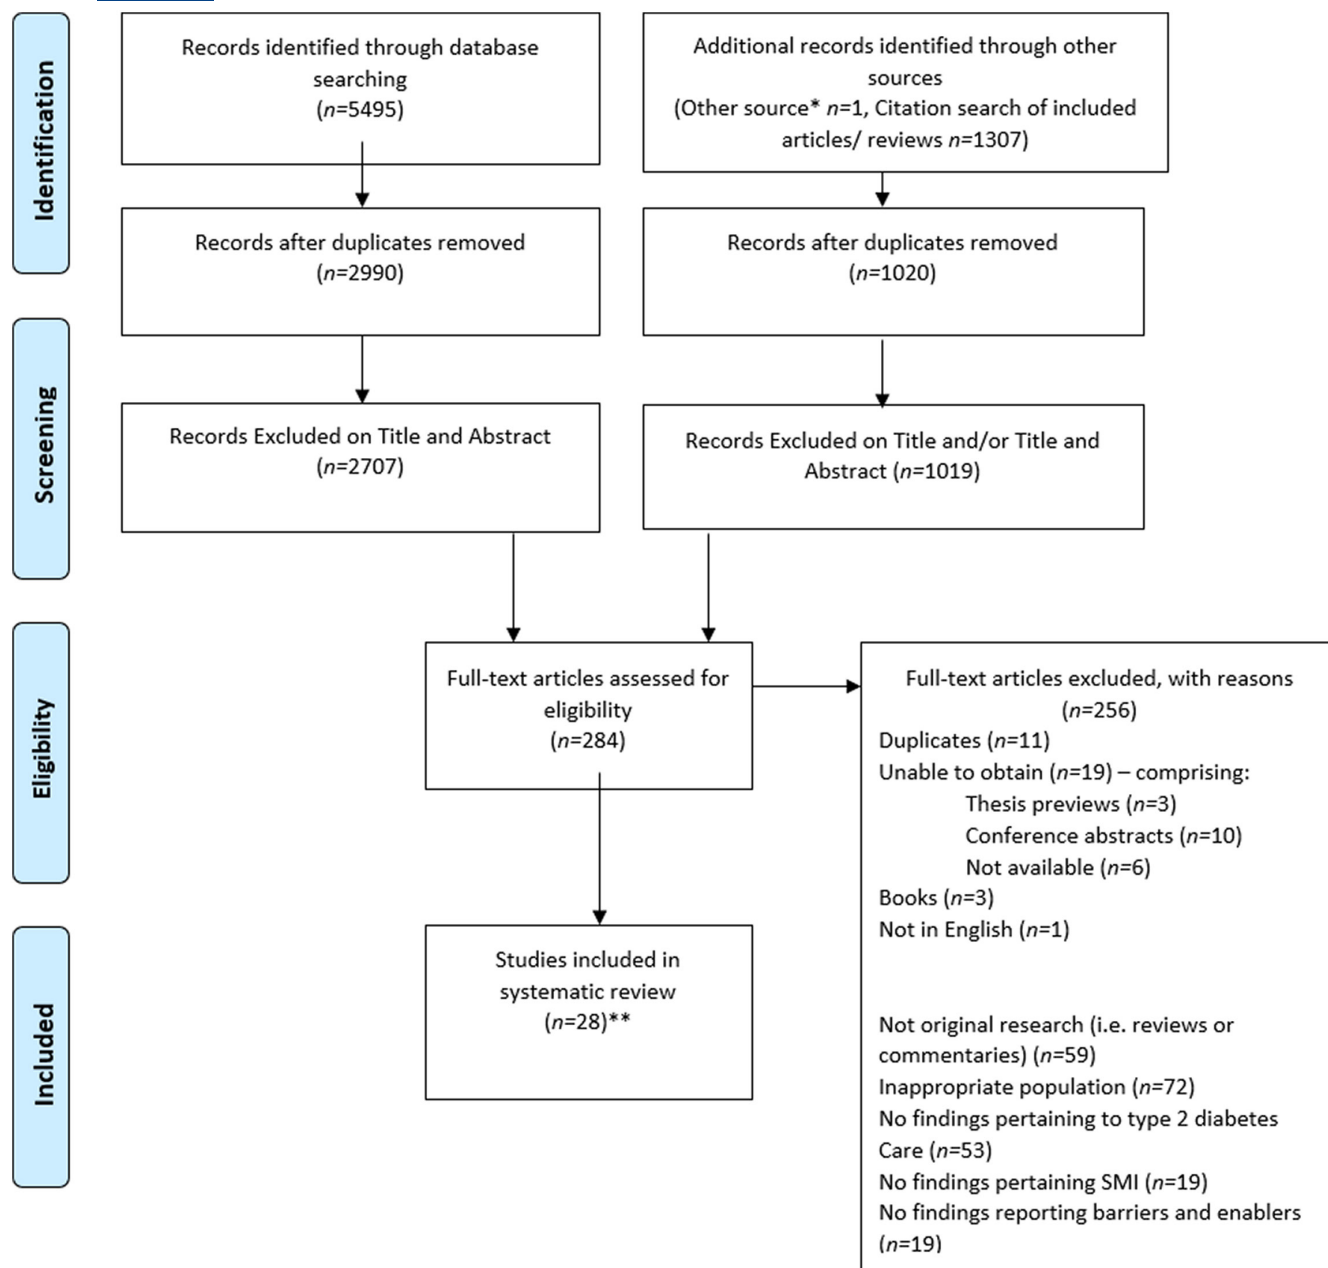 Identification
Records identified through database
searching
(n=5495)
Additional records identified through other
sources
(Other source* n=1, Citation search of included
articles/ reviews n=1307)
Records after duplicates removed
(n=2990)
Records after duplicates removed
(n=1020)
Screening
Records Excluded on Title and Abstract
(n=2707)
Records Excluded on Title and/or Title and
Abstract (n=1019)
Eligibility
Full-text articles assessed for
eligibility
(n=284)
Full-text articles excluded, with reasons
(n=256)
Duplicates (n=11)
Unable to obtain (n=19) – comprising:
Thesis previews (n=3)
Conference abstracts (n=10)
Not available (n=6)
Books (n=3)
Not in English (n=1)
Not original research (i.e. reviews or
commentaries) (n=59)
Inappropriate population (n=72)
No findings pertaining to type 2 diabetes
Care (n=53)
No findings pertaining SMI (n=19)
No findings reporting barriers and enablers
(n=19)
Included
Studies included in
systematic review
(n=28)**